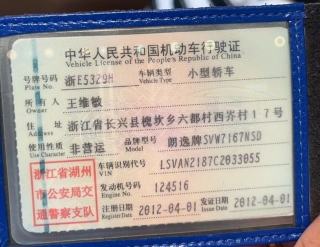 中华人民共和国机动车行驶证
Vehicle License of the People's Republic of China
号牌号码 浙E5329H 车辆类型 小型轿车
Plate No. Vehicle Type
所有人 王维敏
Owner
住址 浙江省长兴县槐坎乡六都村西岕村17号
Address
使用性质 非营运 品牌型号 朗逸牌SVW7167NSD
Use Character Model
浙江省湖州市公安局交通警察支队
车辆识别代号 LSVAN2187C2033055
VIN
发动机号码 124516
Engine No.
注册日期 2012-04-01 发证日期 2012-04-01
Register Date Issue Date